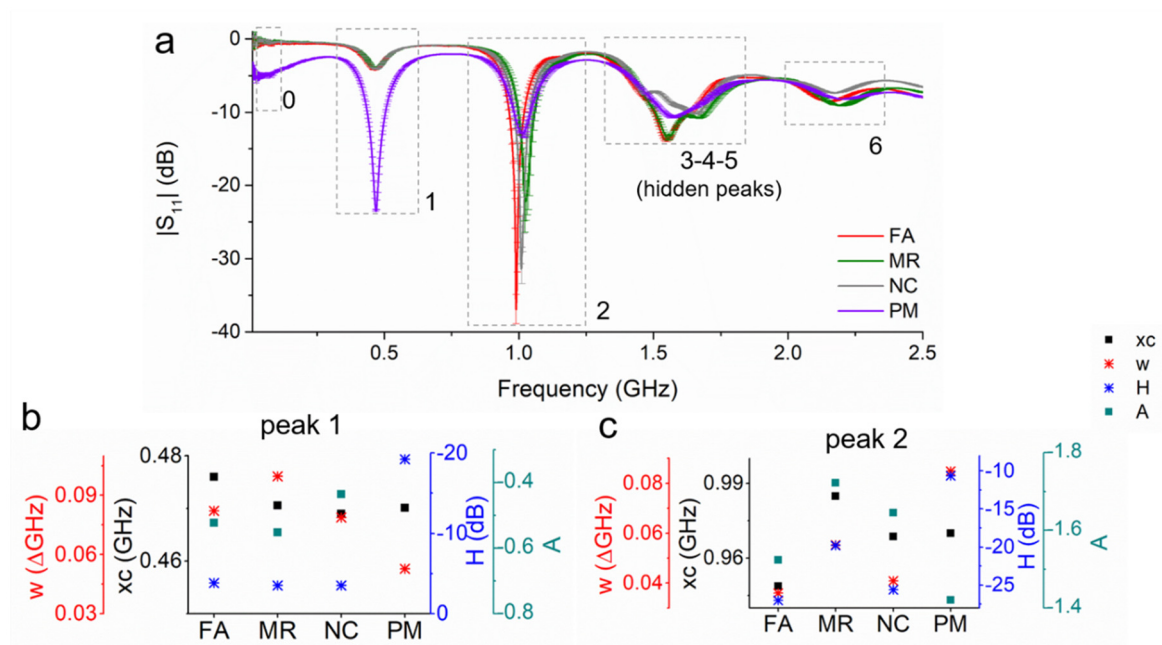 a
0
-10
-20
-30
-40
|S11| (dB)
0
1
2
3-4-5
(hidden peaks)
6
FA
MR
NC
PM
0.5
1.0
1.5
2.0
2.5
Frequency (GHz)
xc
w
H
A
b
peak 1
w (ΔGHz)
0.09
0.06
0.03
xc (GHz)
0.48
0.46
-20
-10
0
H (dB)
-0.4
-0.6
-0.8
A
FA
MR
NC
PM
c
peak 2
w (ΔGHz)
0.08
0.06
0.04
xc (GHz)
0.99
0.96
-10
-15
-20
-25
H (dB)
1.8
1.6
1.4
A
FA
MR
NC
PM